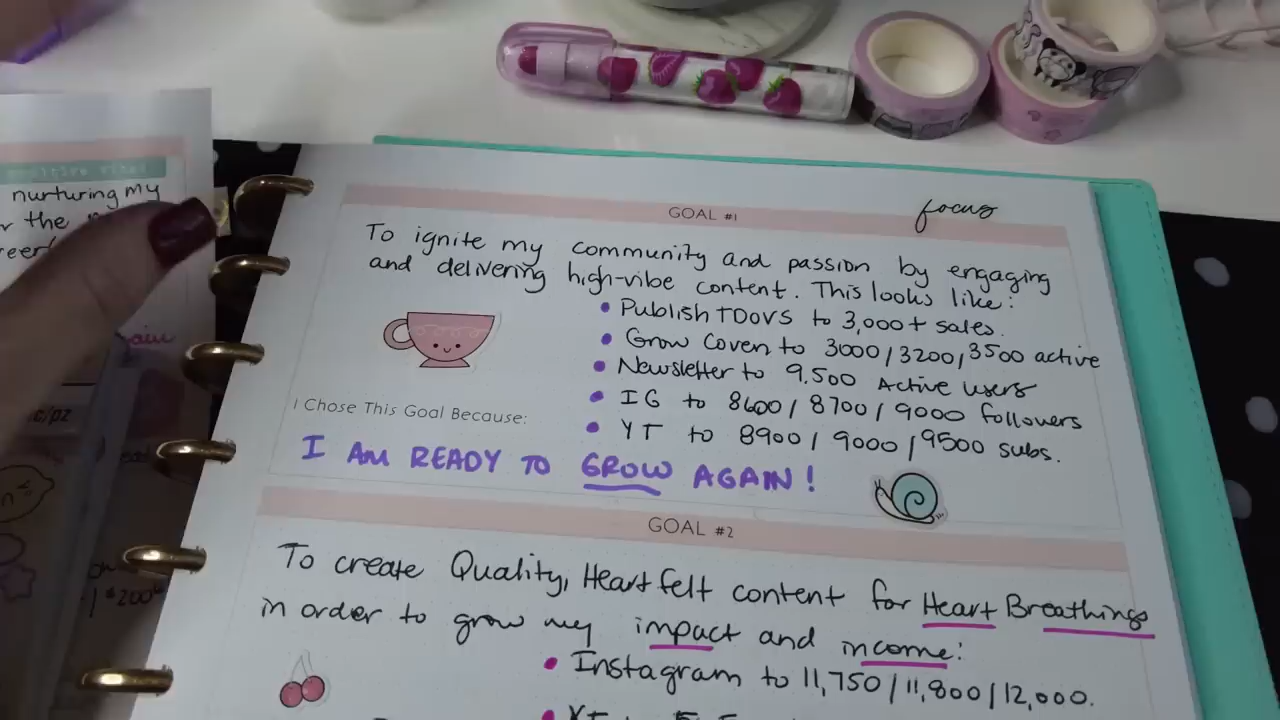 nurturing my
the
GOAL #1
focus
To ignite my community and passion by engaging
and delivering high-vibe content. This looks like:
• Publish TDOVS to 3,000+ sales.
• Grow Coven to 3000/3200/3500 active
• Newsletter to 9,500 Active users
• IG to 8600/8700/9000 followers
• YT to 8900/9000/9500 subs.
I Chose This Goal Because:
I AM READY TO GROW AGAIN!
GOAL #2
To create Quality, Heartfelt content for Heart Breathings
in order to grow my impact and income:
• Instagram to 11,750/11,800/12,000.